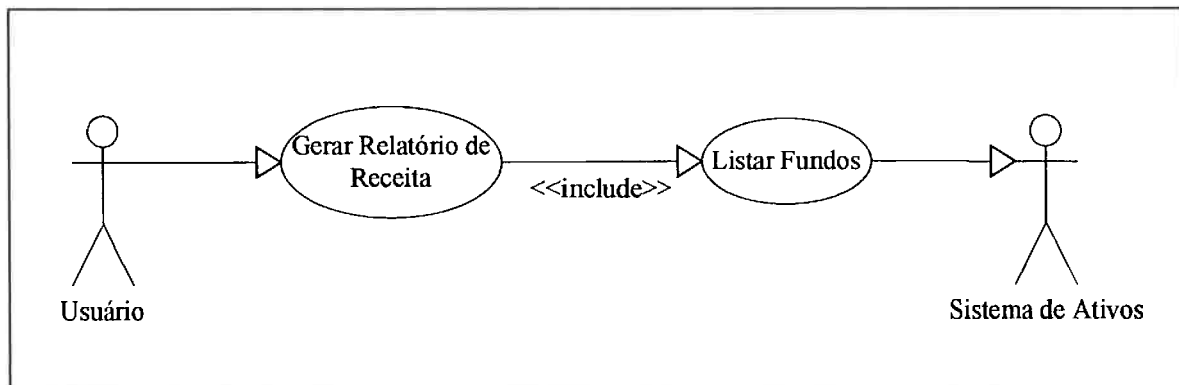 Gerar Relatório de
Receita
<<include>>
Listar Fundos
Usuário
Sistema de Ativos